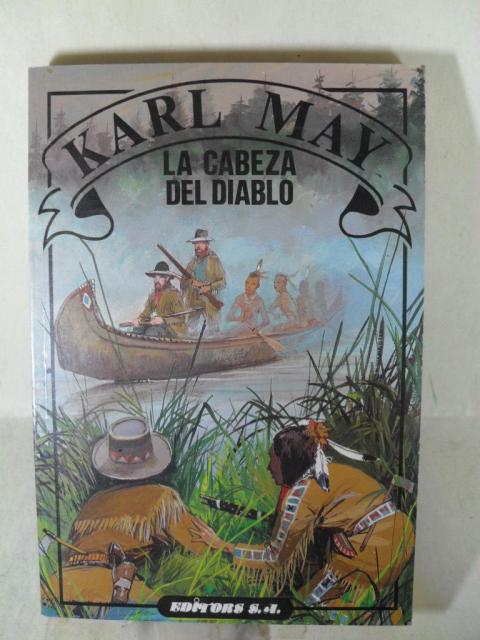 KARL MAY
LA CABEZA
DEL DIABLO
EDITORS S.A.